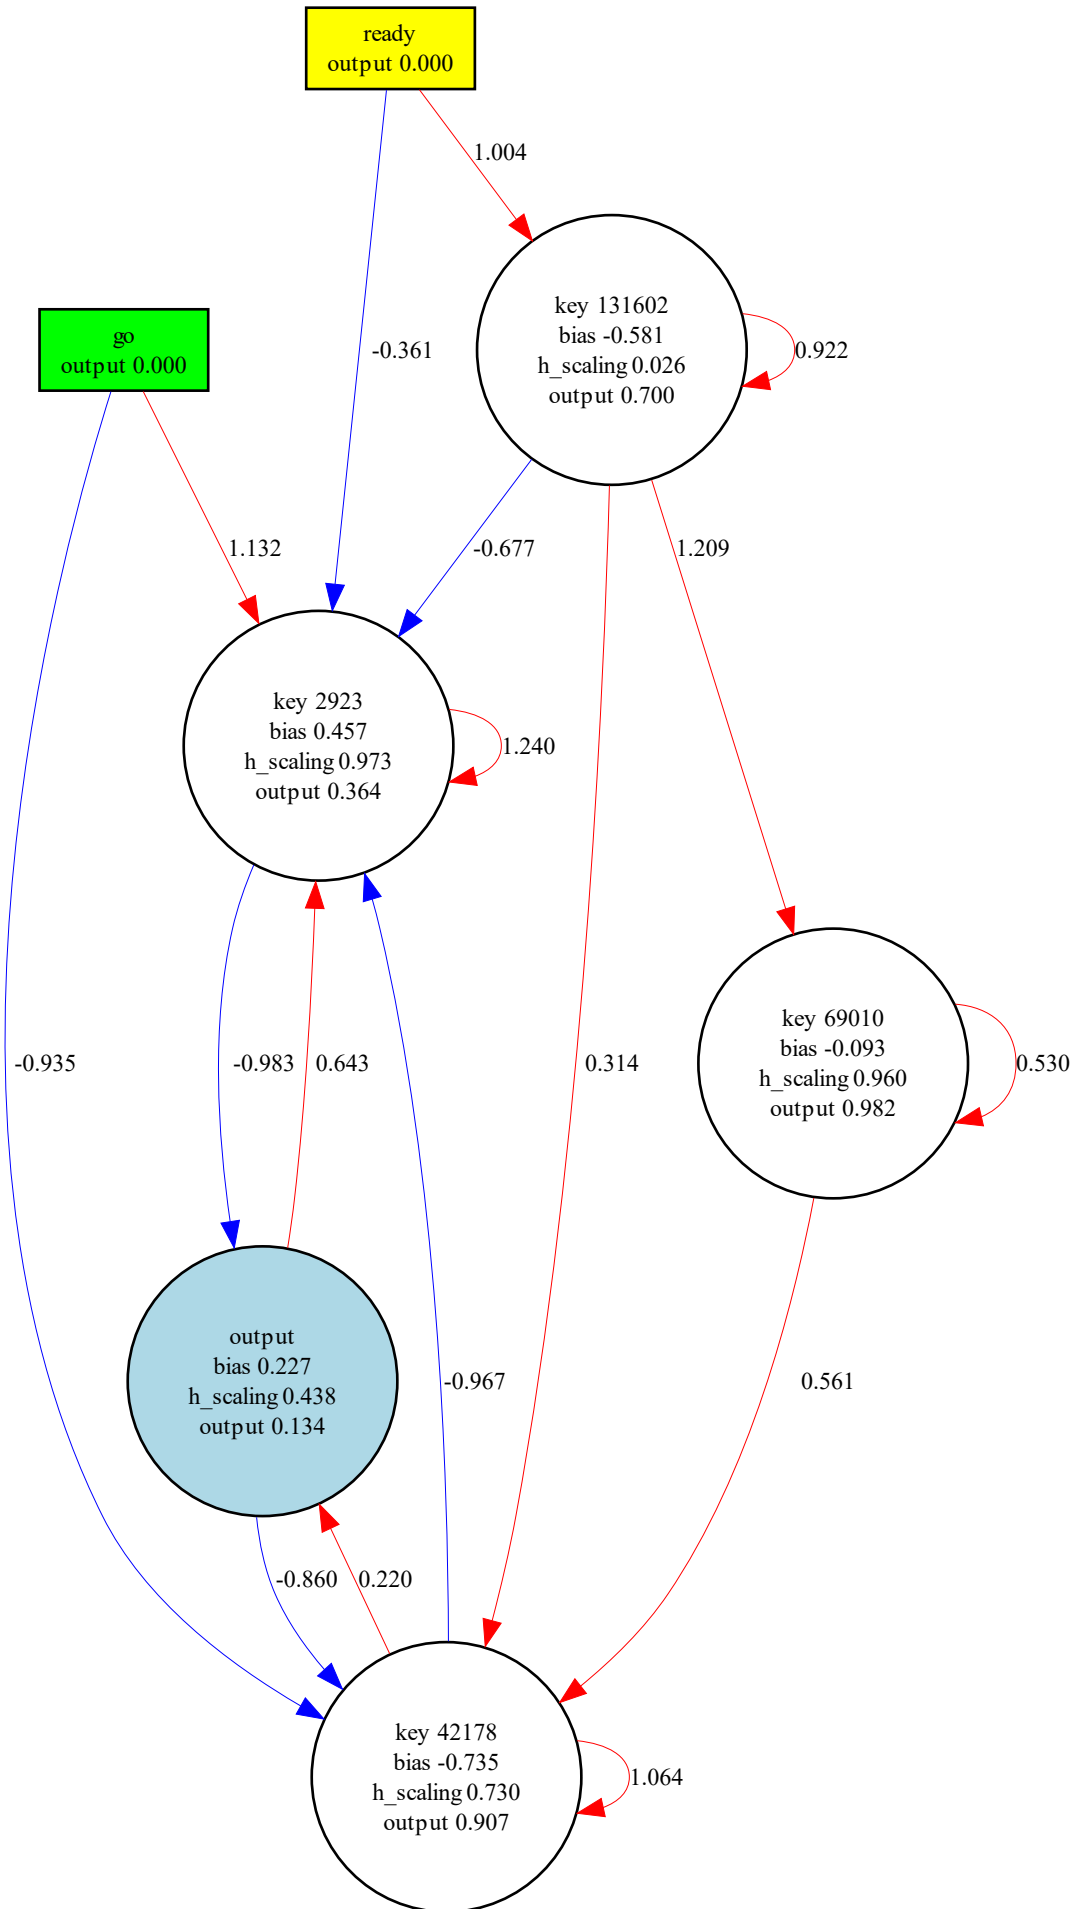 ready
output 0.000
1.004
key 131602
bias -0.581
h_scaling 0.026
output 0.700
0.922
go
output 0.000
-0.361
1.132
-0.677
1.209
key 2923
bias 0.457
h_scaling 0.973
output 0.364
1.240
key 69010
bias -0.093
h_scaling 0.960
output 0.982
0.530
-0.935
-0.983
0.643
0.314
output
bias 0.227
h_scaling 0.438
output 0.134
-0.967
0.561
-0.860
0.220
key 42178
bias -0.735
h_scaling 0.730
output 0.907
1.064